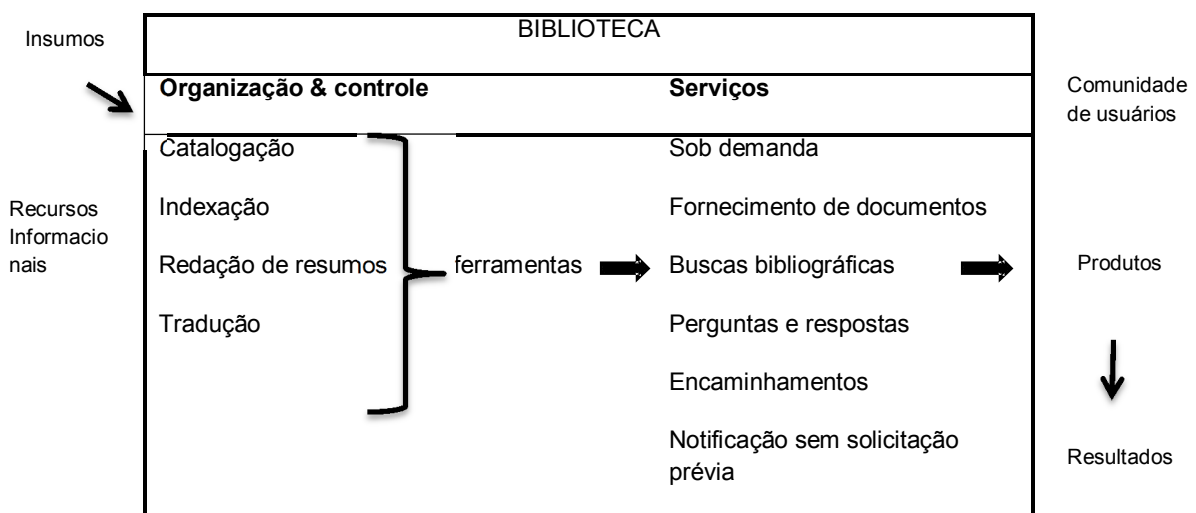 BIBLIOTECA
Insumos
Organização & controle
Serviços
Comunidade
de usuários
Catalogação
Sob demanda
Recursos
Informacio
nais
Indexação
Fornecimento de documentos
Redação de resumos
ferramentas
Buscas bibliográficas
Produtos
Tradução
Perguntas e respostas
Encaminhamentos
Notificação sem solicitação
prévia
Resultados